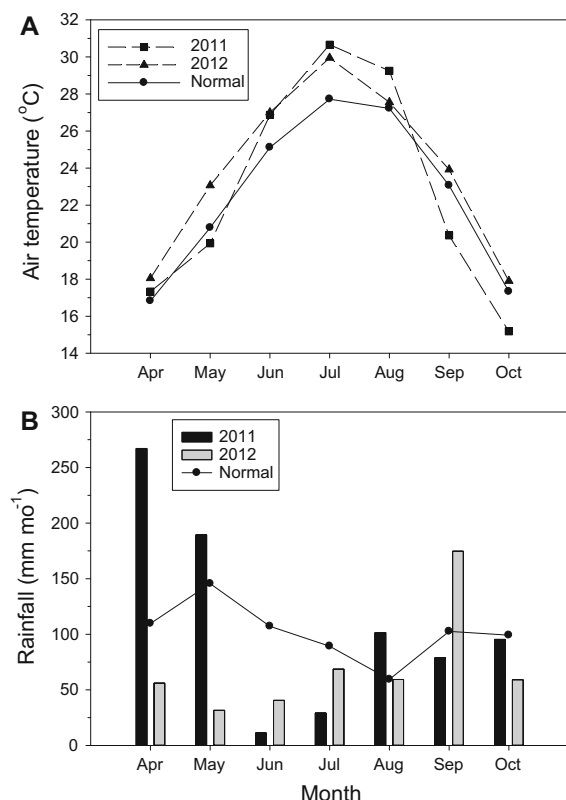 A
Air temperature (°C)
32
30
28
26
24
22
20
18
16
14
2011
2012
Normal
Apr May Jun Jul Aug Sep Oct
B
Rainfall (mm mo⁻¹)
300
250
200
150
100
50
0
2011
2012
Normal
Apr May Jun Jul Aug Sep Oct
Month